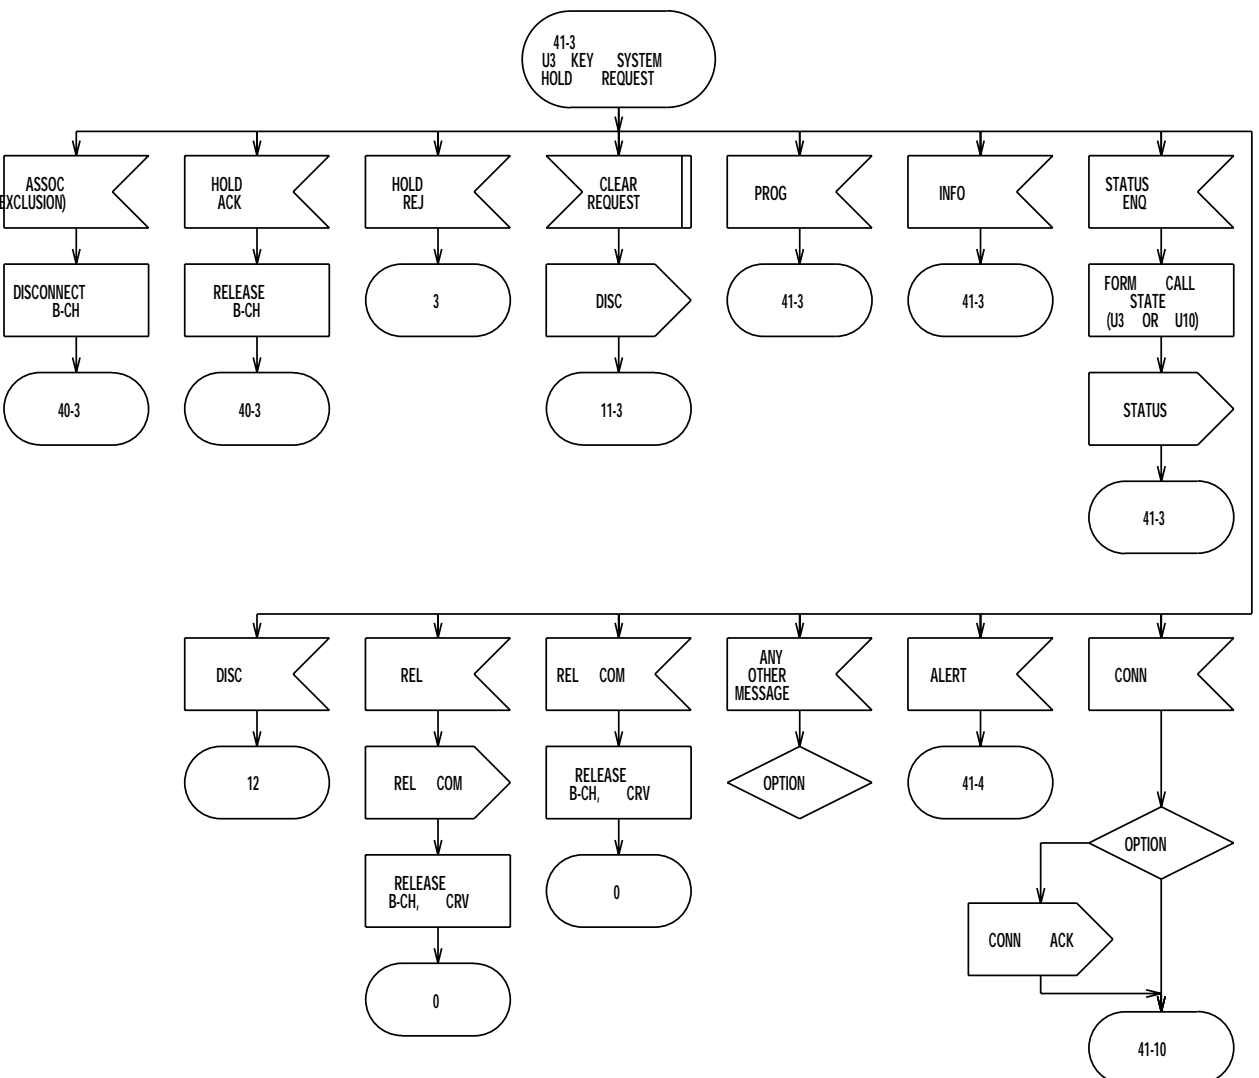 41-3
U3 KEY SYSTEM
HOLD REQUEST
ASSOC
EXCLUSION)
HOLD
ACK
HOLD
REJ
CLEAR
REQUEST
PROG
INFO
STATUS
ENQ
DISCONNECT
B-CH
RELEASE
B-CH
3
DISC
41-3
41-3
FORM CALL
STATE
(U3 OR U10)
40-3
40-3
11-3
STATUS
41-3
DISC
REL
REL COM
ANY
OTHER
MESSAGE
ALERT
CONN
12
REL COM
RELEASE
B-CH, CRV
OPTION
41-4
OPTION
RELEASE
B-CH, CRV
0
CONN ACK
0
41-10